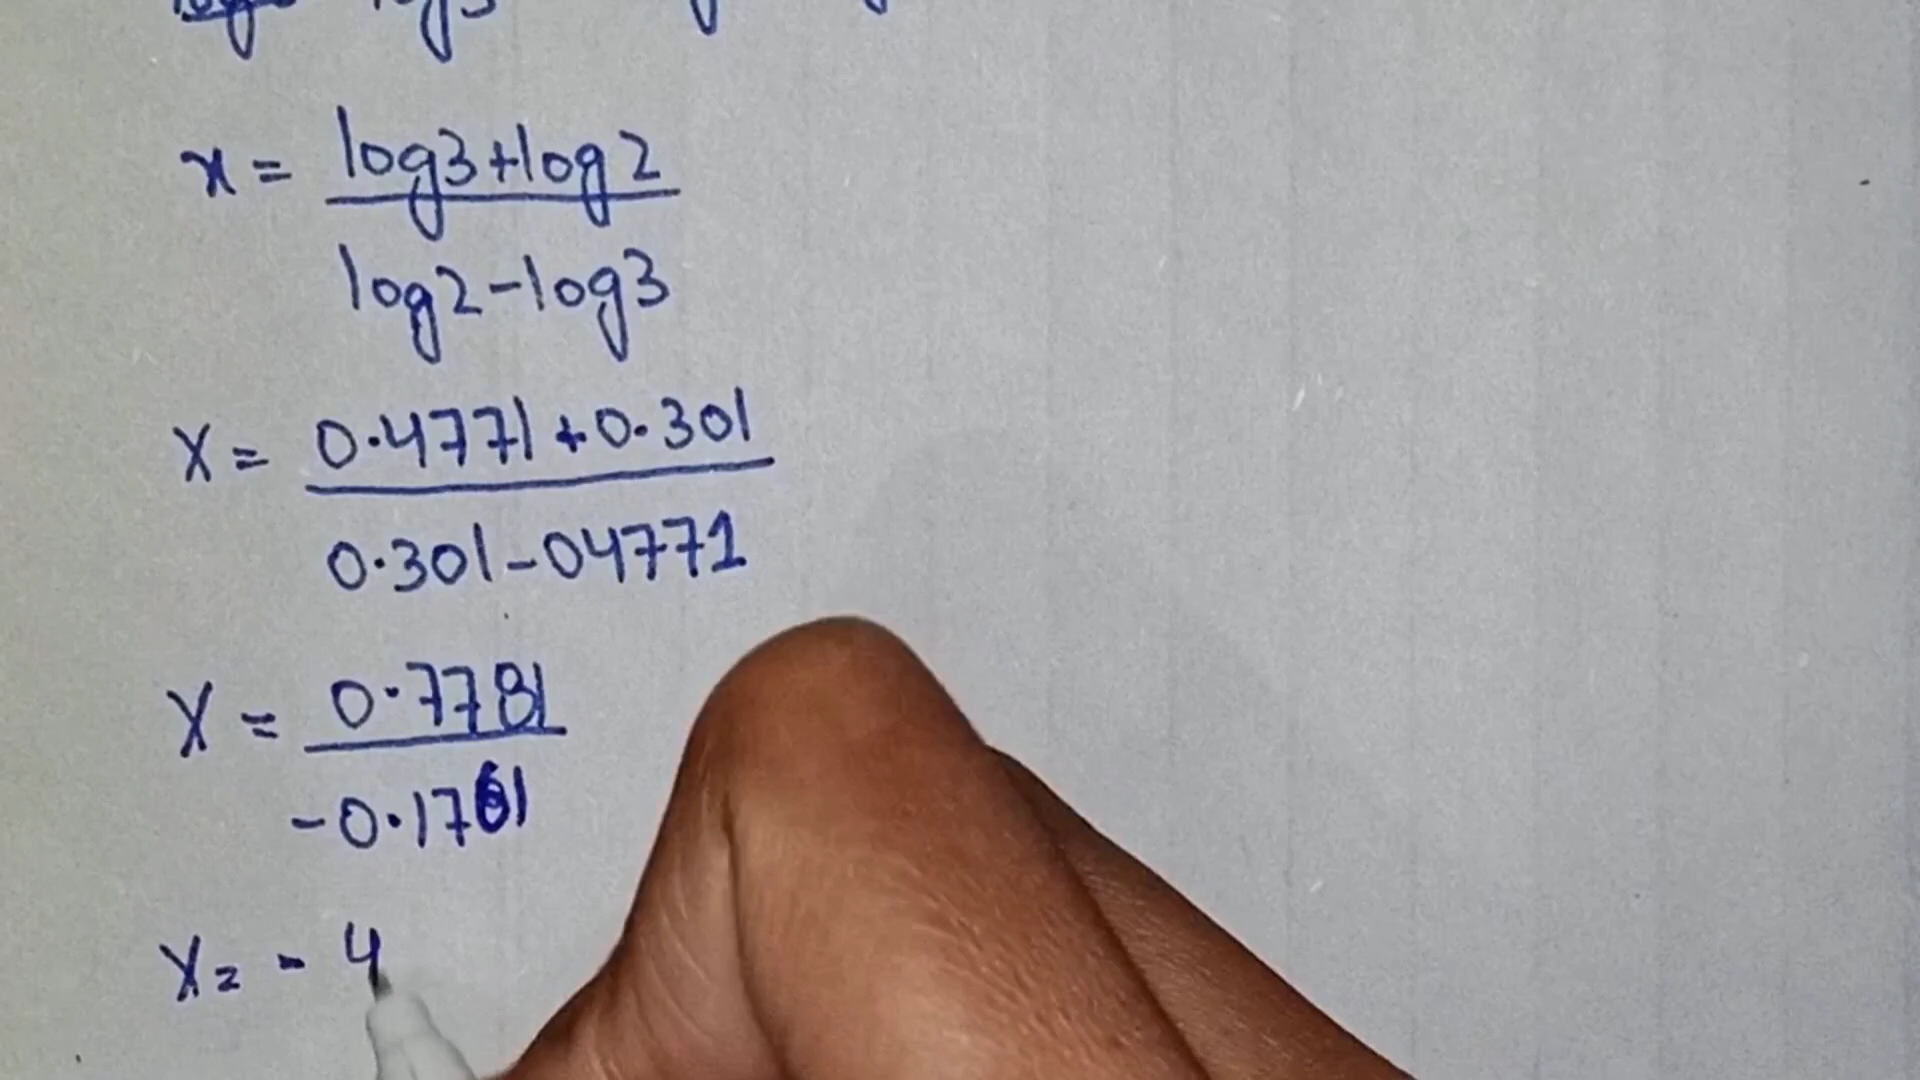 x = log3+log2
log2-log3
X = 0.4771+0.301
0.301-04771
X = 0.7781
-0.1761
X = -4